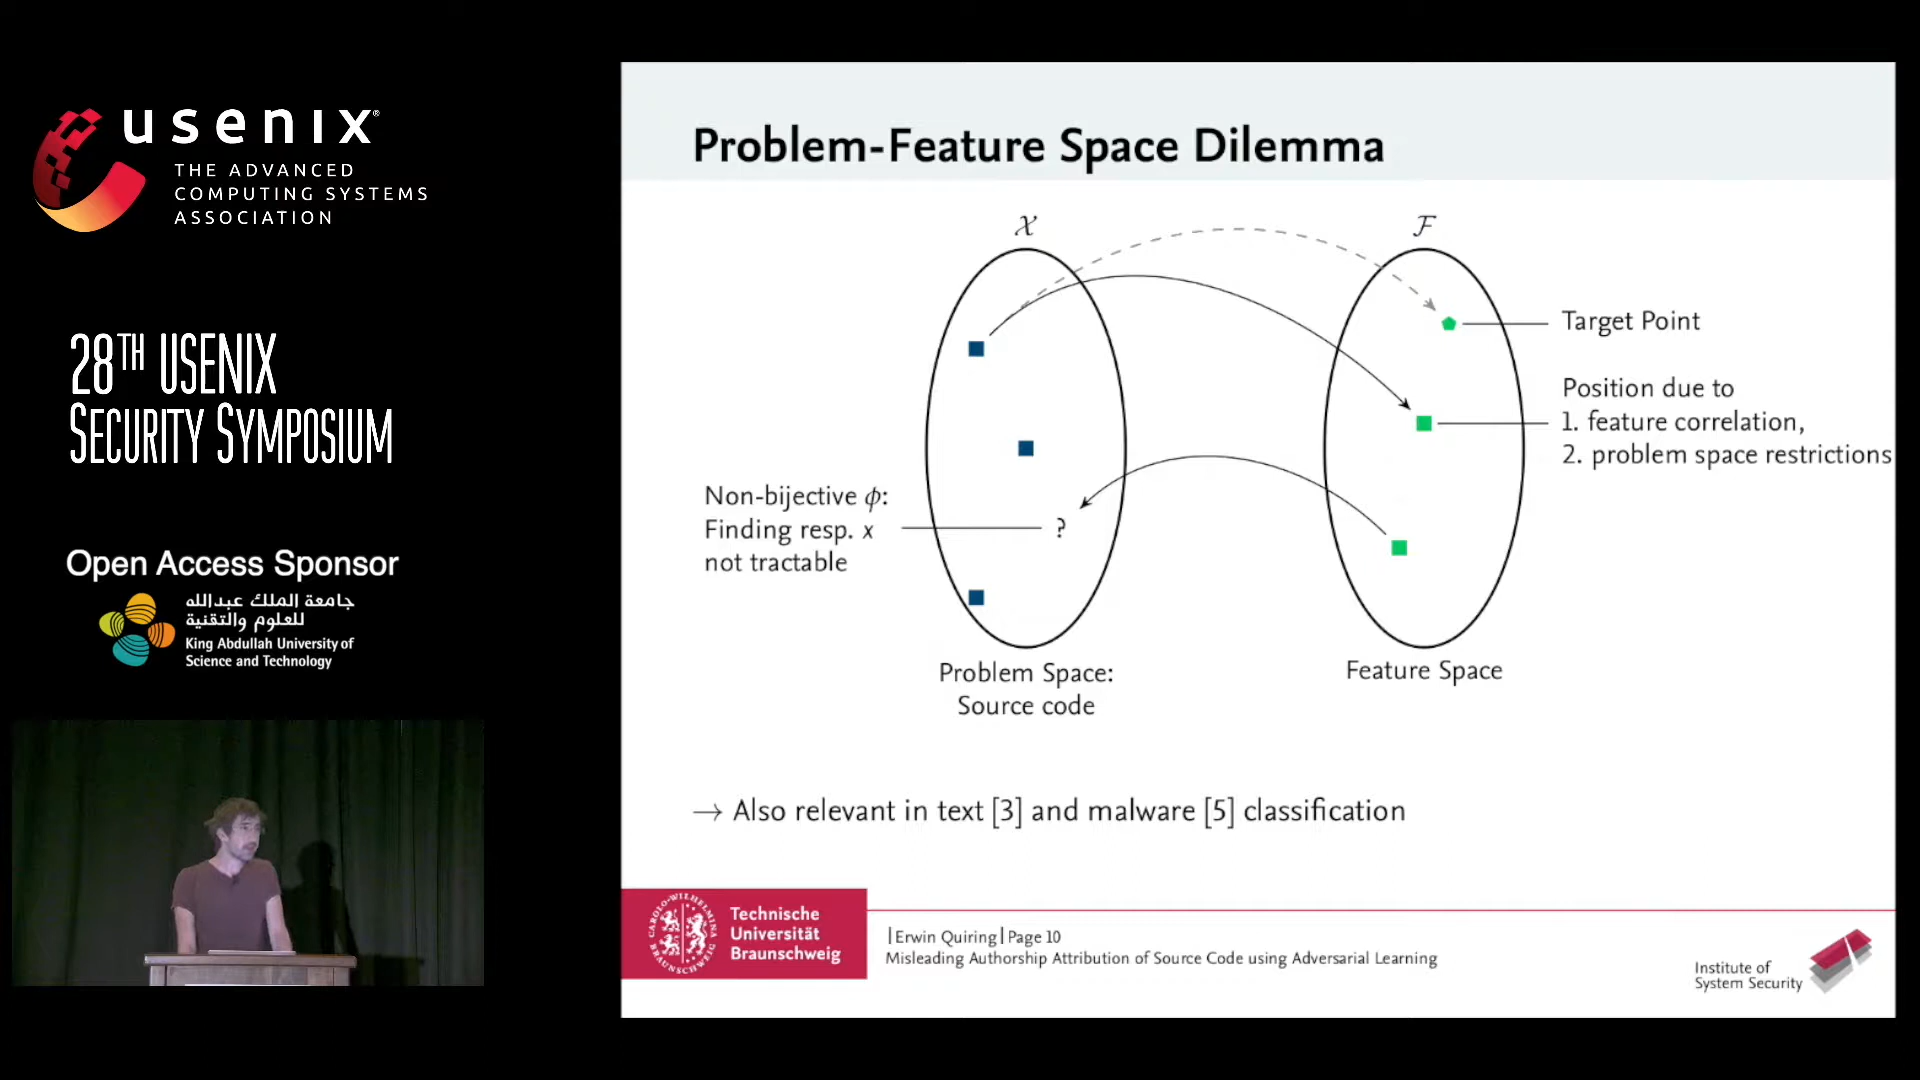 usenix®
THE ADVANCED
COMPUTING SYSTEMS
ASSOCIATION
28TH USENIX
SECURITY SYMPOSIUM
Open Access Sponsor
جامعة الملك عبدالله
للعلوم والتقنية
King Abdullah University of
Science and Technology
Problem-Feature Space Dilemma
𝒳
ℱ
Target Point
Position due to
1. feature correlation,
2. problem space restrictions
Non-bijective ϕ:
Finding resp. x
not tractable
?
Problem Space:
Source code
Feature Space
→ Also relevant in text [3] and malware [5] classification
CAROLO-WILHELMINA
BRAUNSCHWEIG
Technische
Universität
Braunschweig
| Erwin Quiring | Page 10
Misleading Authorship Attribution of Source Code using Adversarial Learning
Institute of
System Security